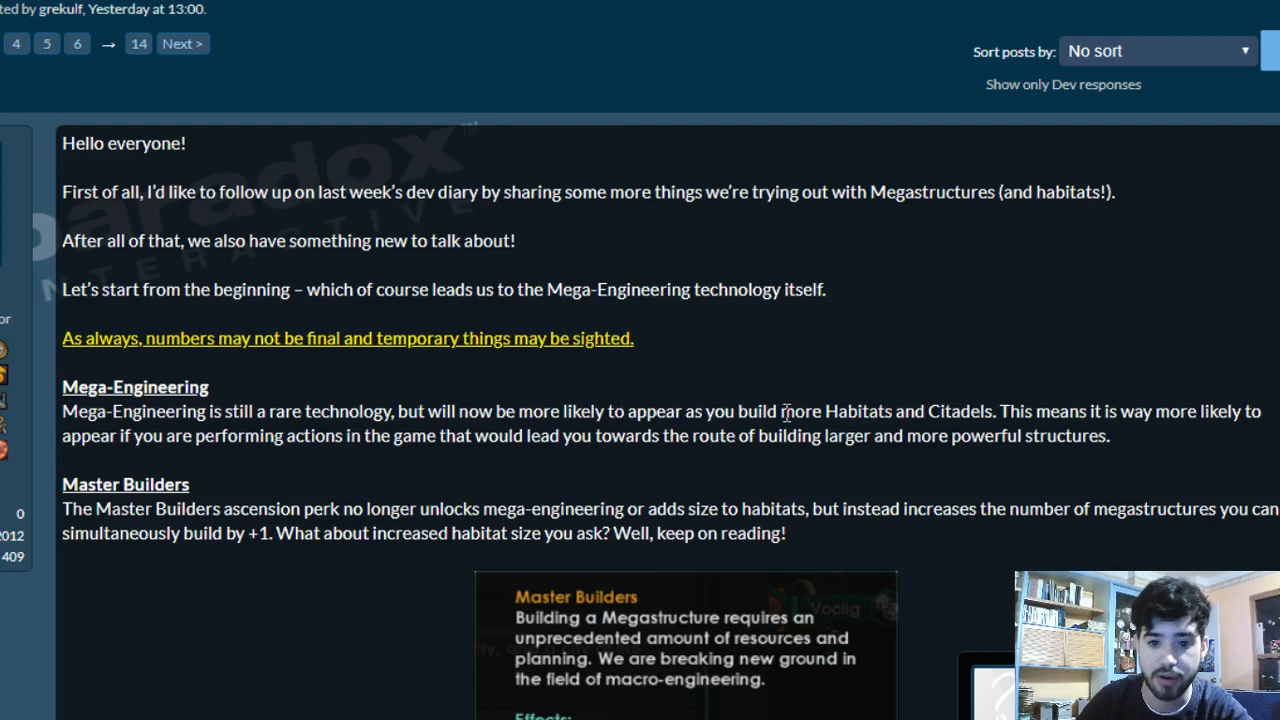 ted by grekulf, Yesterday at 13:00.
4 5 6 → 14 Next >
Sort posts by: No sort
Show only Dev responses
paradox
INTERACTIVE
Hello everyone!
First of all, I'd like to follow up on last week's dev diary by sharing some more things we're trying out with Megastructures (and habitats!).
After all of that, we also have something new to talk about!
Let's start from the beginning – which of course leads us to the Mega-Engineering technology itself.
or
As always, numbers may not be final and temporary things may be sighted.
Mega-Engineering
Mega-Engineering is still a rare technology, but will now be more likely to appear as you build more Habitats and Citadels. This means it is way more likely to
appear if you are performing actions in the game that would lead you towards the route of building larger and more powerful structures.
Master Builders
The Master Builders ascension perk no longer unlocks mega-engineering or adds size to habitats, but instead increases the number of megastructures you can
0
simultaneously build by +1. What about increased habitat size you ask? Well, keep on reading!
2012
409
Master Builders
Voolig
Building a Megastructure requires an
unprecedented amount of resources and
planning. We are breaking new ground in
the field of macro-engineering.
Effects: